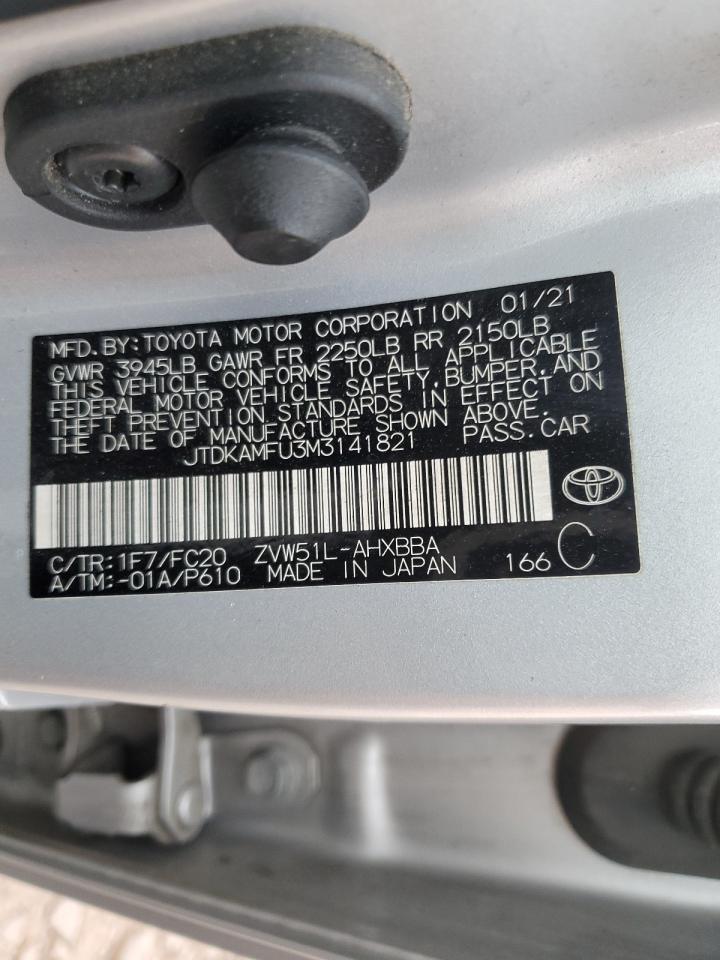 MFD. BY:TOYOTA MOTOR CORPORATION 01/21
GVWR 3945LB GAWR FR 2250LB RR 2150LB
THIS VEHICLE CONFORMS TO ALL APPLICABLE
FEDERAL MOTOR VEHICLE SAFETY, BUMPER, AND
THEFT PREVENTION STANDARDS IN EFFECT ON
THE DATE OF MANUFACTURE SHOWN ABOVE.
JTDKAMFU3M3141821 PASS. CAR
C/TR:1F7/FC20 ZVW51L-AHXBBA
A/TM:-01A/P610 MADE IN JAPAN 166 C